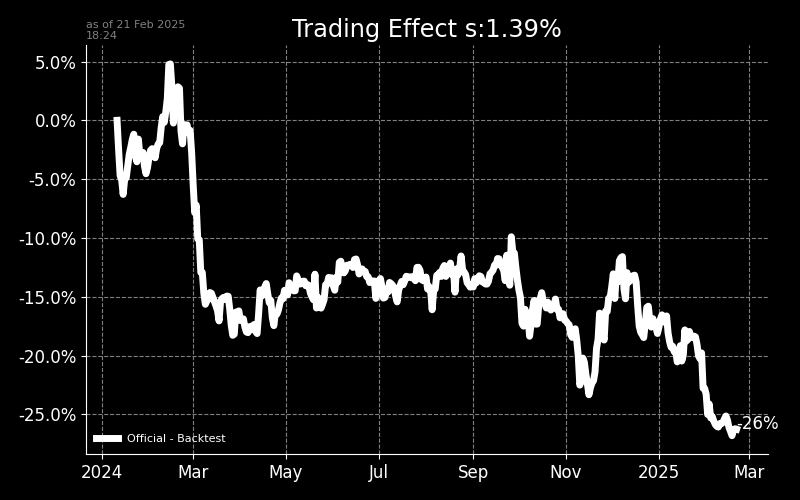 as of 21 Feb 2025
18:24
Trading Effect s:1.39%
5.0%
0.0%
-5.0%
-10.0%
-15.0%
-20.0%
-25.0%
-26%
Official - Backtest
2024 Mar May Jul Sep Nov 2025 Mar